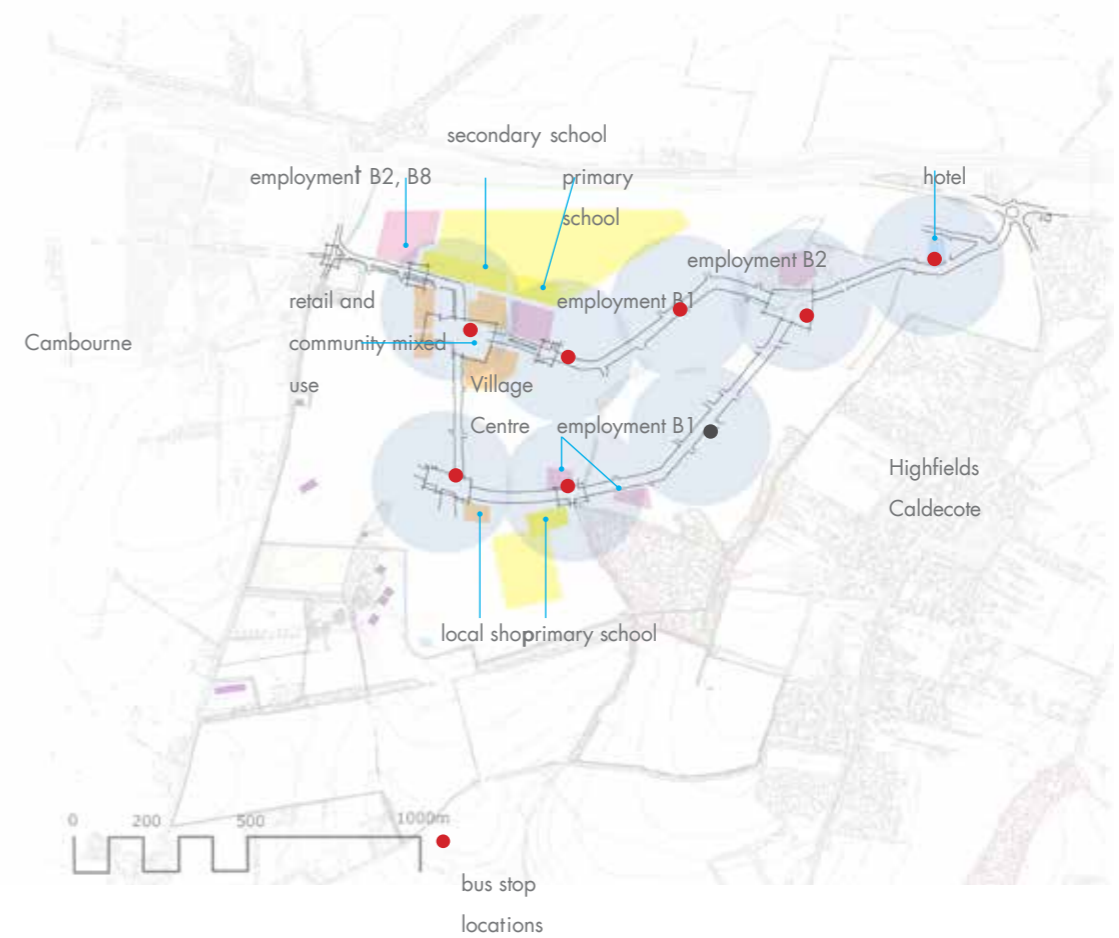 secondary school
employment B2, B8
primary
school
hotel
employment B2
retail and
community mixed
use
employment B1
Cambourne
Village
Centre
employment B1
Highfields
Caldecote
local shop
primary school
0 200 500 1000m
bus stop
locations